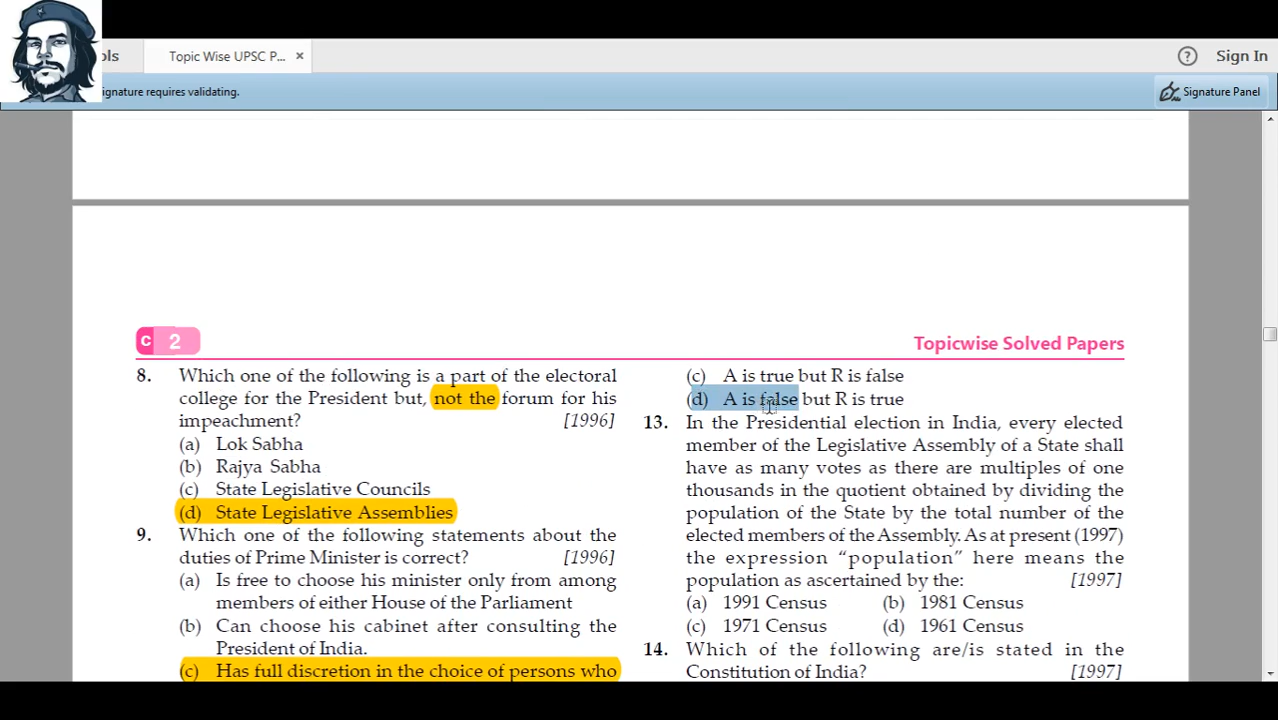 ols
Topic Wise UPSC P... ×
? Sign In
ignature requires validating.
Signature Panel
C 2
Topicwise Solved Papers
8. Which one of the following is a part of the electoral
college for the President but, not the forum for his
impeachment? [1996]
(a) Lok Sabha
(b) Rajya Sabha
(c) State Legislative Councils
(d) State Legislative Assemblies
9. Which one of the following statements about the
duties of Prime Minister is correct? [1996]
(a) Is free to choose his minister only from among
members of either House of the Parliament
(b) Can choose his cabinet after consulting the
President of India.
(c) Has full discretion in the choice of persons who
(c) A is true but R is false
(d) A is false but R is true
13. In the Presidential election in India, every elected
member of the Legislative Assembly of a State shall
have as many votes as there are multiples of one
thousands in the quotient obtained by dividing the
population of the State by the total number of the
elected members of the Assembly. As at present (1997)
the expression “population” here means the
population as ascertained by the: [1997]
(a) 1991 Census (b) 1981 Census
(c) 1971 Census (d) 1961 Census
14. Which of the following are/is stated in the
Constitution of India? [1997]